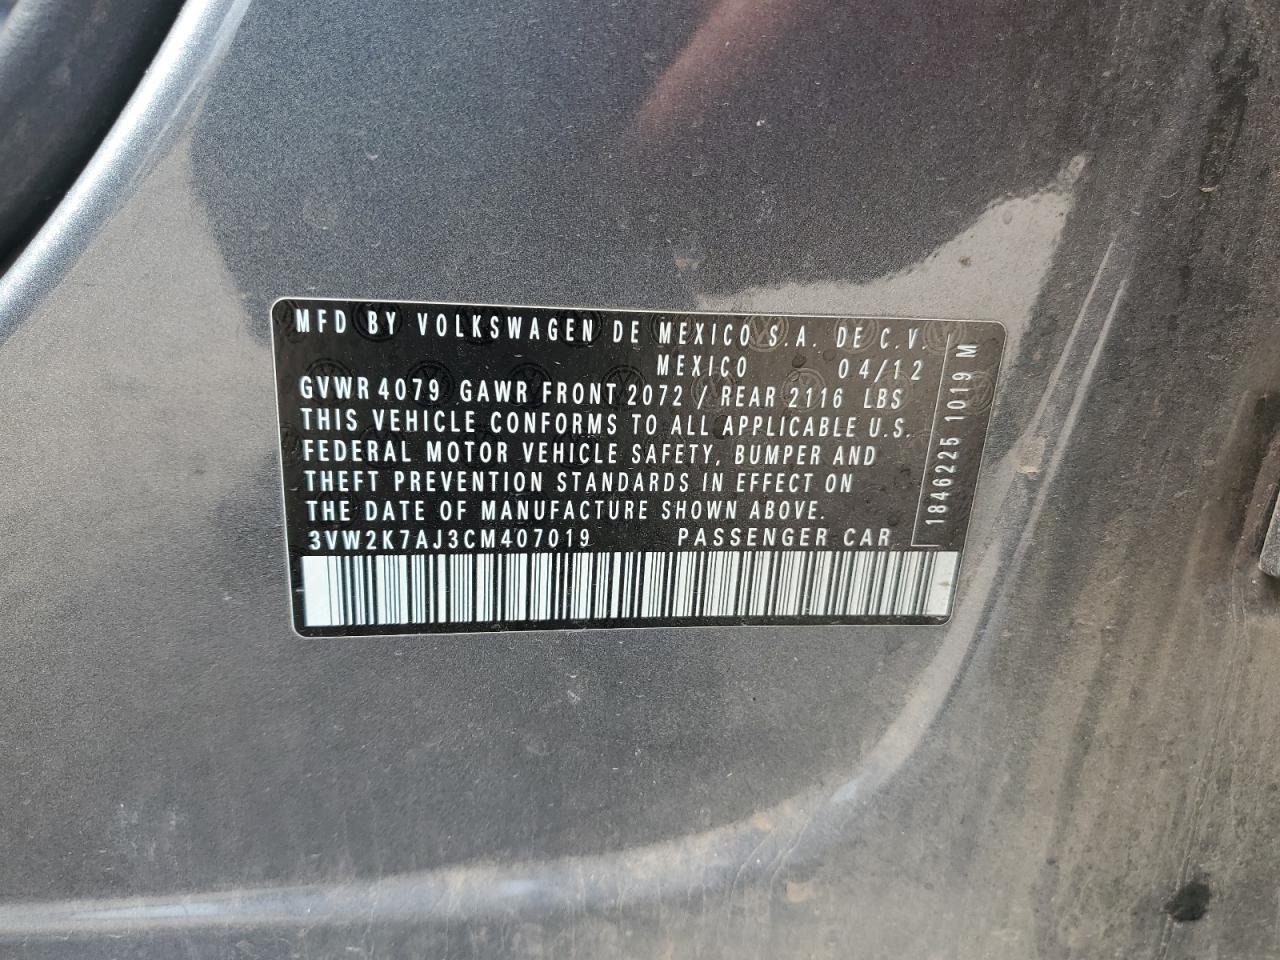 MFD BY VOLKSWAGEN DE MEXICO S.A. DE C.V.
MEXICO 04/12
GVWR 4079 GAWR FRONT 2072 / REAR 2116 LBS
THIS VEHICLE CONFORMS TO ALL APPLICABLE U.S.
FEDERAL MOTOR VEHICLE SAFETY, BUMPER AND
THEFT PREVENTION STANDARDS IN EFFECT ON
THE DATE OF MANUFACTURE SHOWN ABOVE.
3VW2K7AJ3CM407019 PASSENGER CAR
1846225 1019 M